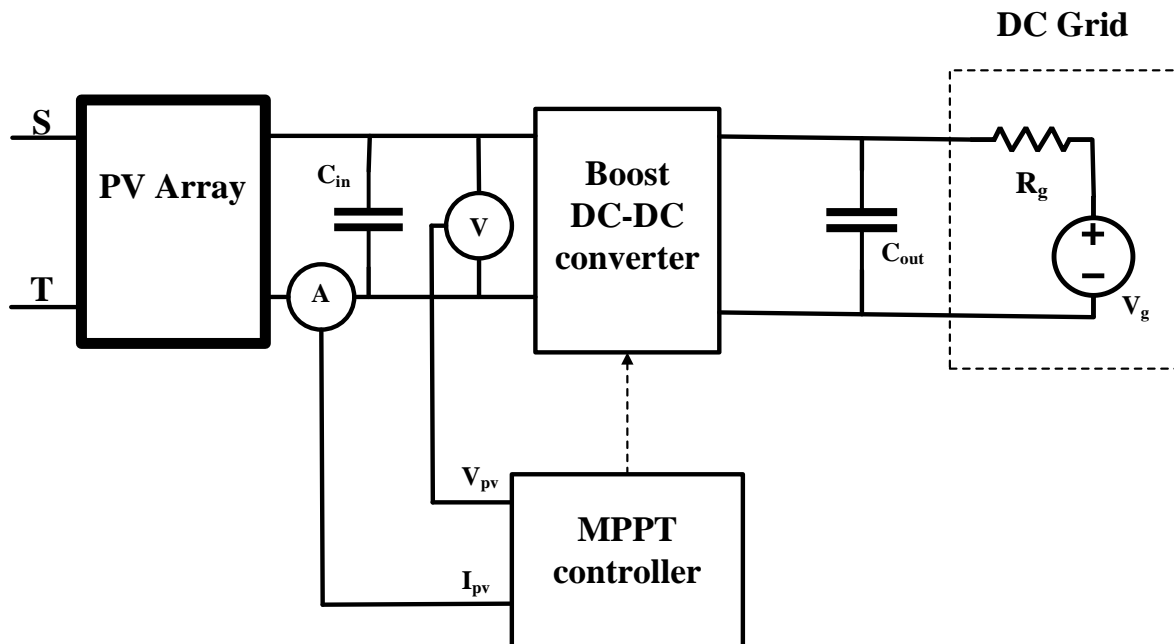 DC Grid
S
PV Array
T
C_in
V
A
Boost
DC-DC
converter
C_out
R_g
+
−
V_g
V_pv
I_pv
MPPT
controller